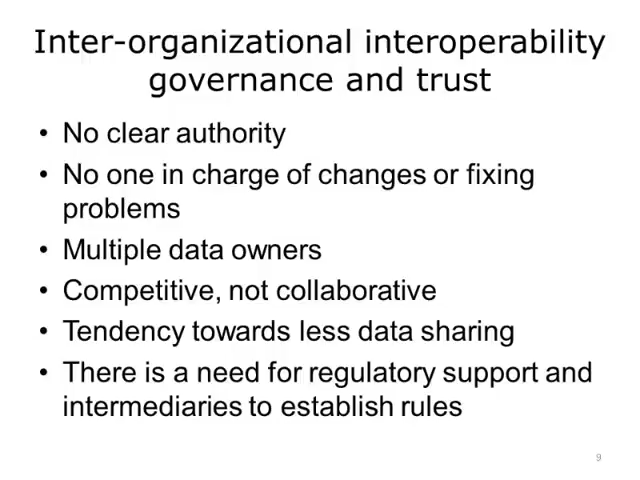 Inter-organizational interoperability
governance and trust
• No clear authority
• No one in charge of changes or fixing
problems
• Multiple data owners
• Competitive, not collaborative
• Tendency towards less data sharing
• There is a need for regulatory support and
intermediaries to establish rules
9